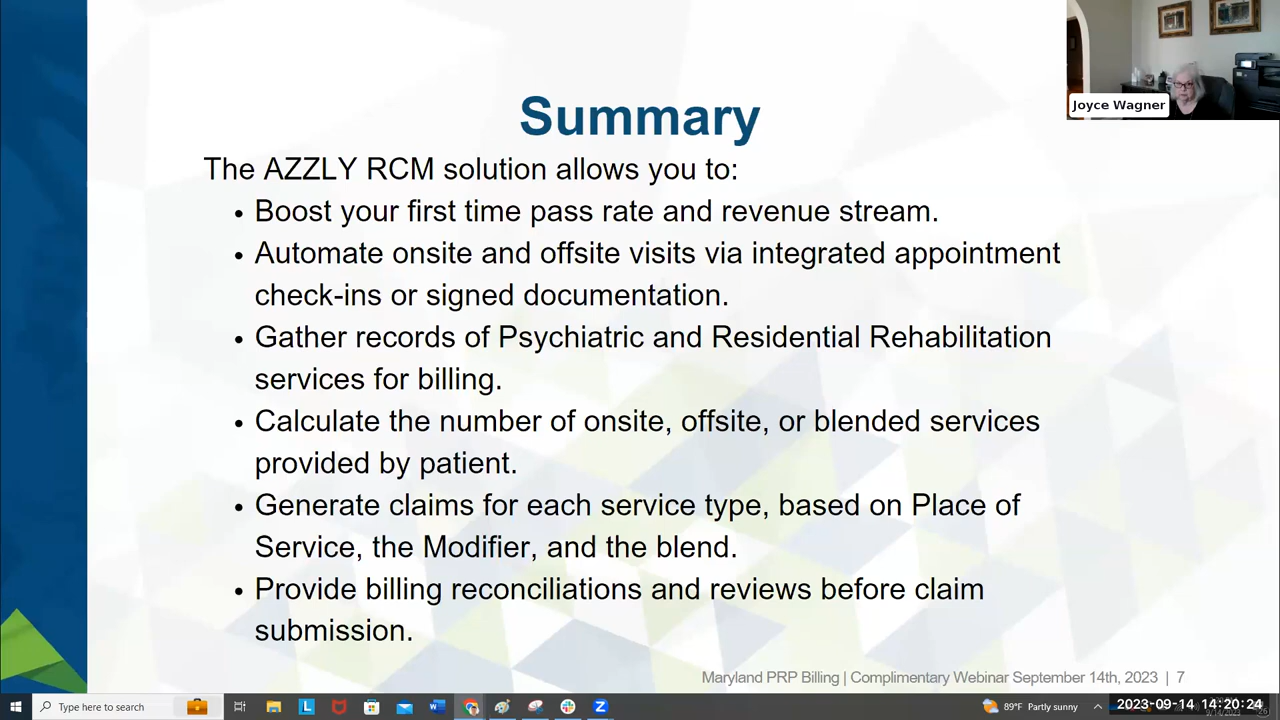 Joyce Wagner
Summary
The AZZLY RCM solution allows you to:
• Boost your first time pass rate and revenue stream.
• Automate onsite and offsite visits via integrated appointment
check-ins or signed documentation.
• Gather records of Psychiatric and Residential Rehabilitation
services for billing.
• Calculate the number of onsite, offsite, or blended services
provided by patient.
• Generate claims for each service type, based on Place of
Service, the Modifier, and the blend.
• Provide billing reconciliations and reviews before claim
submission.
Maryland PRP Billing | Complimentary Webinar September 14th, 2023 | 7
Type here to search
89°F Partly sunny
2023-09-14 14:20:24